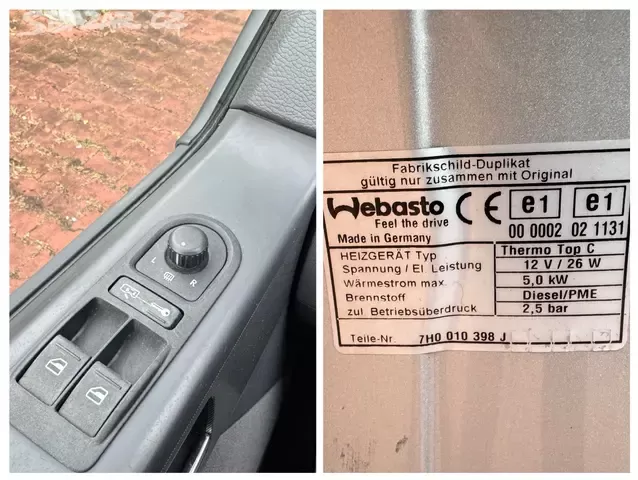 L R
Fabrikschild-Duplikat
gültig nur zusammen mit Original
Webasto CE e1 e1
Feel the drive
00 0002 02 1131
Made in Germany
HEIZGERÄT Typ Thermo Top C
Spannung / El Leistung 12 V / 26 W
Wärmestrom max. 5,0 kW
Brennstoff Diesel/PME
zul Betriebsüberdruck 2,5 bar
Teile-Nr. 7H0 010 398 J